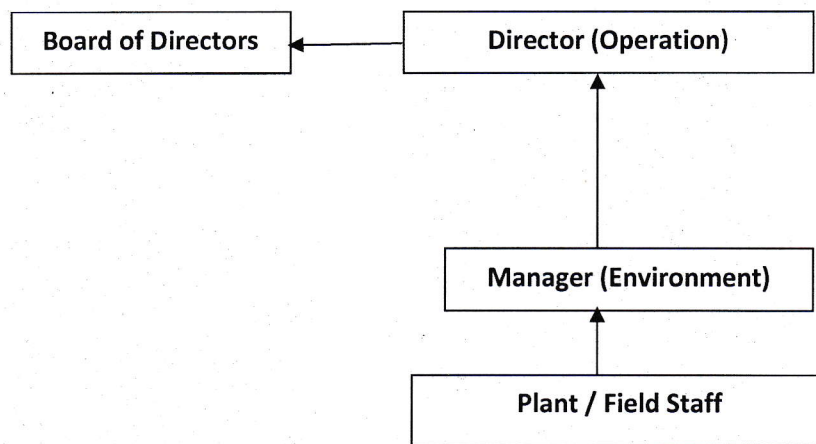 Board of Directors
Director (Operation)
Manager (Environment)
Plant / Field Staff